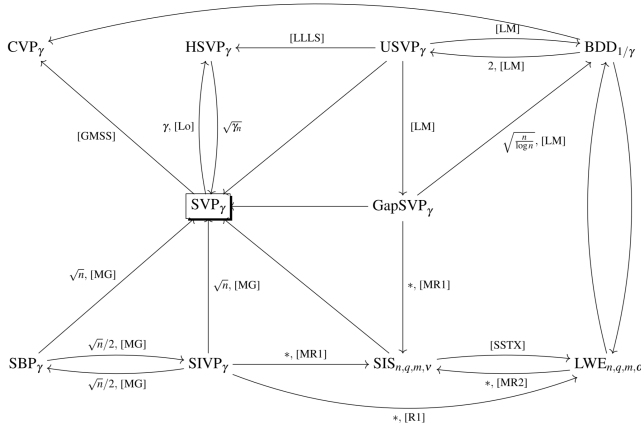 [LM]
CVPγ
HSVPγ
[LLLS]
USVPγ
BDD1/γ
2, [LM]
γ, [Lo]
√γn
[GMSS]
[LM]
√(n/log n), [LM]
SVPγ
GapSVPγ
√n, [MG]
√n, [MG]
*, [MR1]
√n/2, [MG]
[SSTX]
SBPγ
SIVPγ
*, [MR1]
SISn,q,m,ν
LWEn,q,m,α
√n/2, [MG]
*, [MR2]
*, [R1]